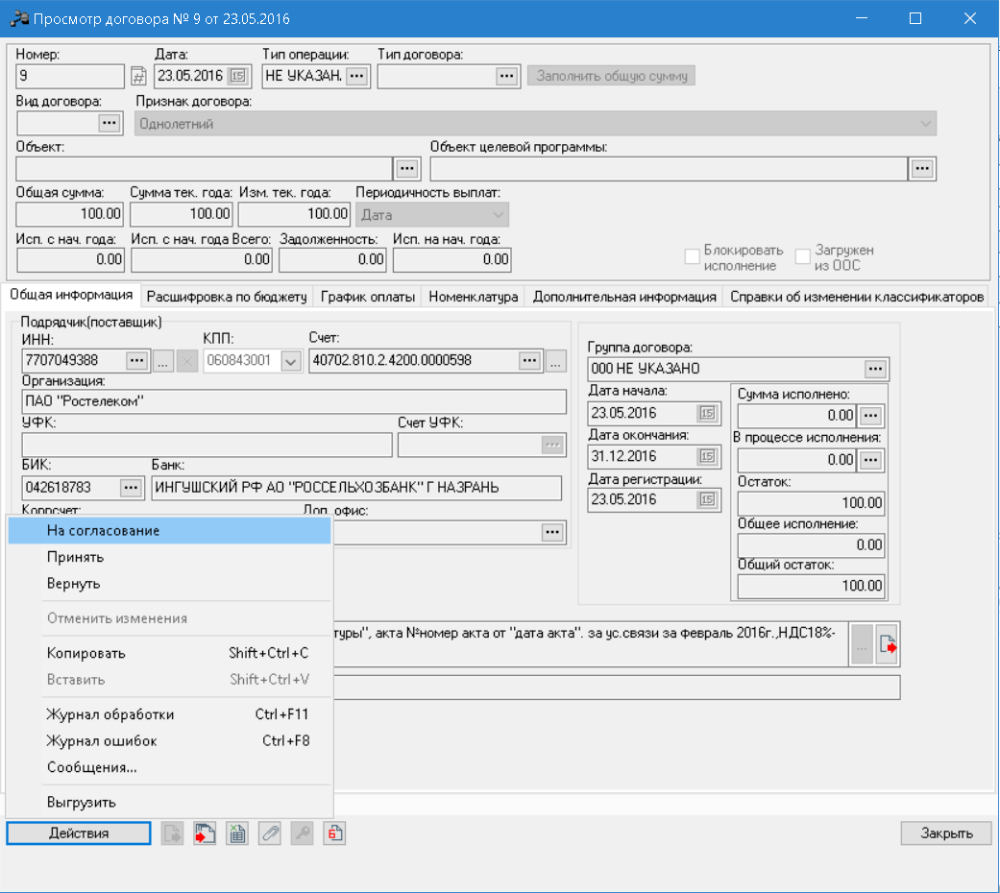 Просмотр договора № 9 от 23.05.2016
Номер: Дата: Тип операции: Тип договора:
9 23.05.2016 15 НЕ УКАЗАН. ... ... Заполнить общую сумму
Вид договора: Признак договора:
... Однолетний
Объект: Объект целевой программы:
... ...
Общая сумма: Сумма тек. года: Изм. тек. года: Периодичность выплат:
100.00 100.00 100.00 Дата
Исп. с нач. года: Исп. с нач. года Всего: Задолженность: Исп. на нач. года:
0.00 0.00 0.00 0.00
Блокировать исполнение
Загружен из ООС
Общая информация Расшифровка по бюджету График оплаты Номенклатура Дополнительная информация Справки об изменении классификаторов
Подрядчик(поставщик)
ИНН: КПП: Счет:
7707049388 ... ... 060843001 40702.810.2.4200.0000598 ... ...
Организация:
ПАО "Ростелеком"
УФК: Счет УФК:
...
БИК: Банк:
042618783 ... ИНГУШСКИЙ РФ АО "РОССЕЛЬХОЗБАНК" Г НАЗРАНЬ
Коррсчет: Доп. офис:
...
Группа договора:
000 НЕ УКАЗАНО ...
Дата начала:
23.05.2016 15
Дата окончания:
31.12.2016 15
Дата регистрации:
23.05.2016 15
Сумма исполнено:
0.00 ...
В процессе исполнения:
0.00 ...
Остаток:
100.00
Общее исполнение:
0.00
Общий остаток:
100.00
туры", акта №номер акта от "дата акта". за ус.связи за февраль 2016г.,НДС18%-
...
На согласование
Принять
Вернуть
Отменить изменения
Копировать Shift+Ctrl+C
Вставить Shift+Ctrl+V
Журнал обработки Ctrl+F11
Журнал ошибок Ctrl+F8
Сообщения...
Выгрузить
Действия Б Закрыть